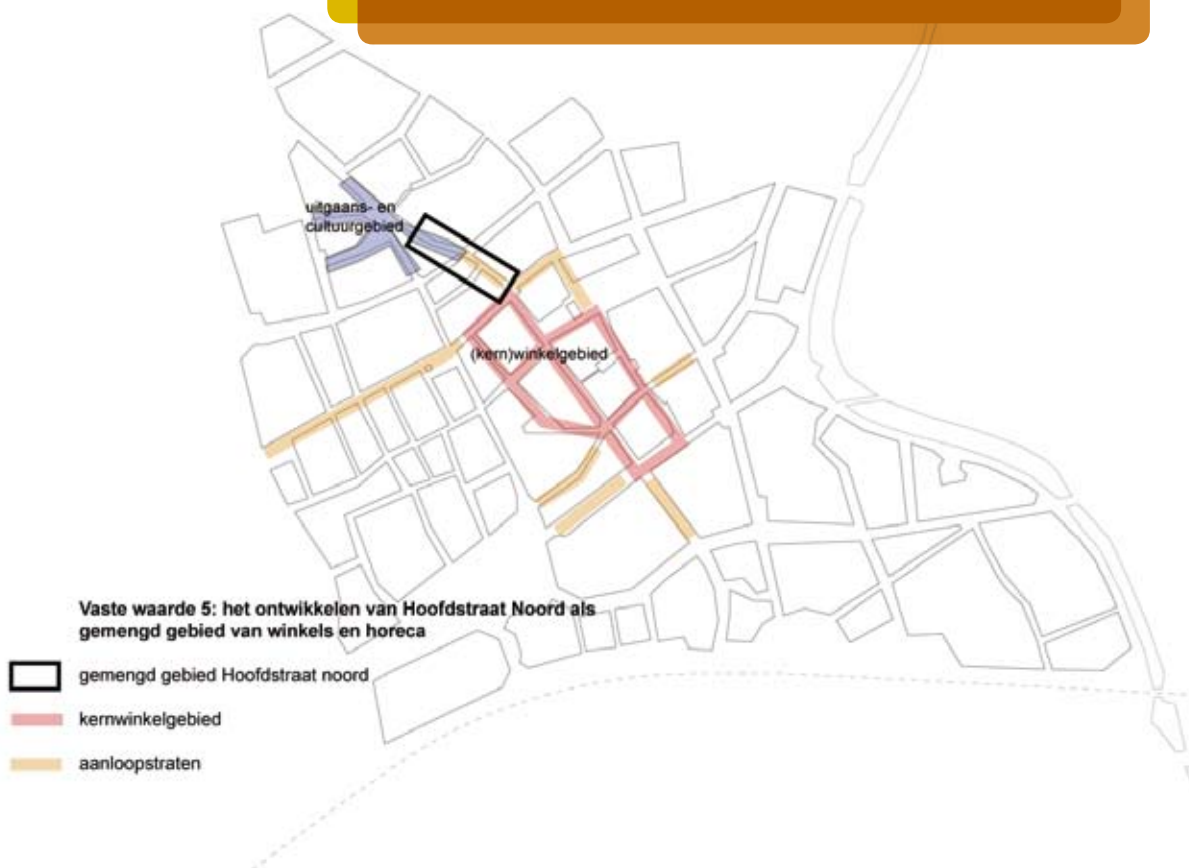 uitgaans- en
cultuurgebied
(kern)winkelgebied
Vaste waarde 5: het ontwikkelen van Hoofdstraat Noord als
gemengd gebied van winkels en horeca
gemengd gebied Hoofdstraat noord
kernwinkelgebied
aanloopstraten